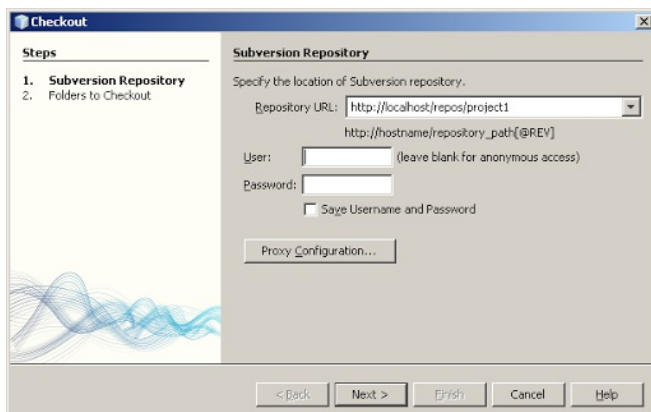 Checkout
Steps
1. Subversion Repository
2. Folders to Checkout
Subversion Repository
Specify the location of Subversion repository.
Repository URL: http://localhost/repos/project1
http://hostname/repository_path[@REV]
User: (leave blank for anonymous access)
Password:
Save Username and Password
Proxy Configuration...
< Back Next > Finish Cancel Help